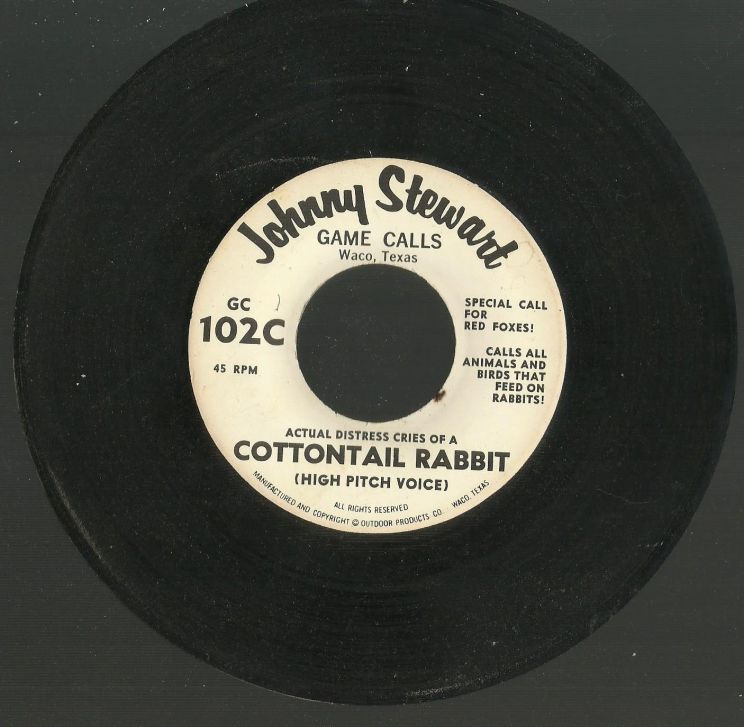 Johnny Stewart
GAME CALLS
Waco, Texas
GC
102C
45 RPM
SPECIAL CALL
FOR
RED FOXES!
CALLS ALL
ANIMALS AND
BIRDS THAT
FEED ON
RABBITS!
ACTUAL DISTRESS CRIES OF A
COTTONTAIL RABBIT
(HIGH PITCH VOICE)
ALL RIGHTS RESERVED
MANUFACTURED AND COPYRIGHT © OUTDOOR PRODUCTS CO. WACO, TEXAS